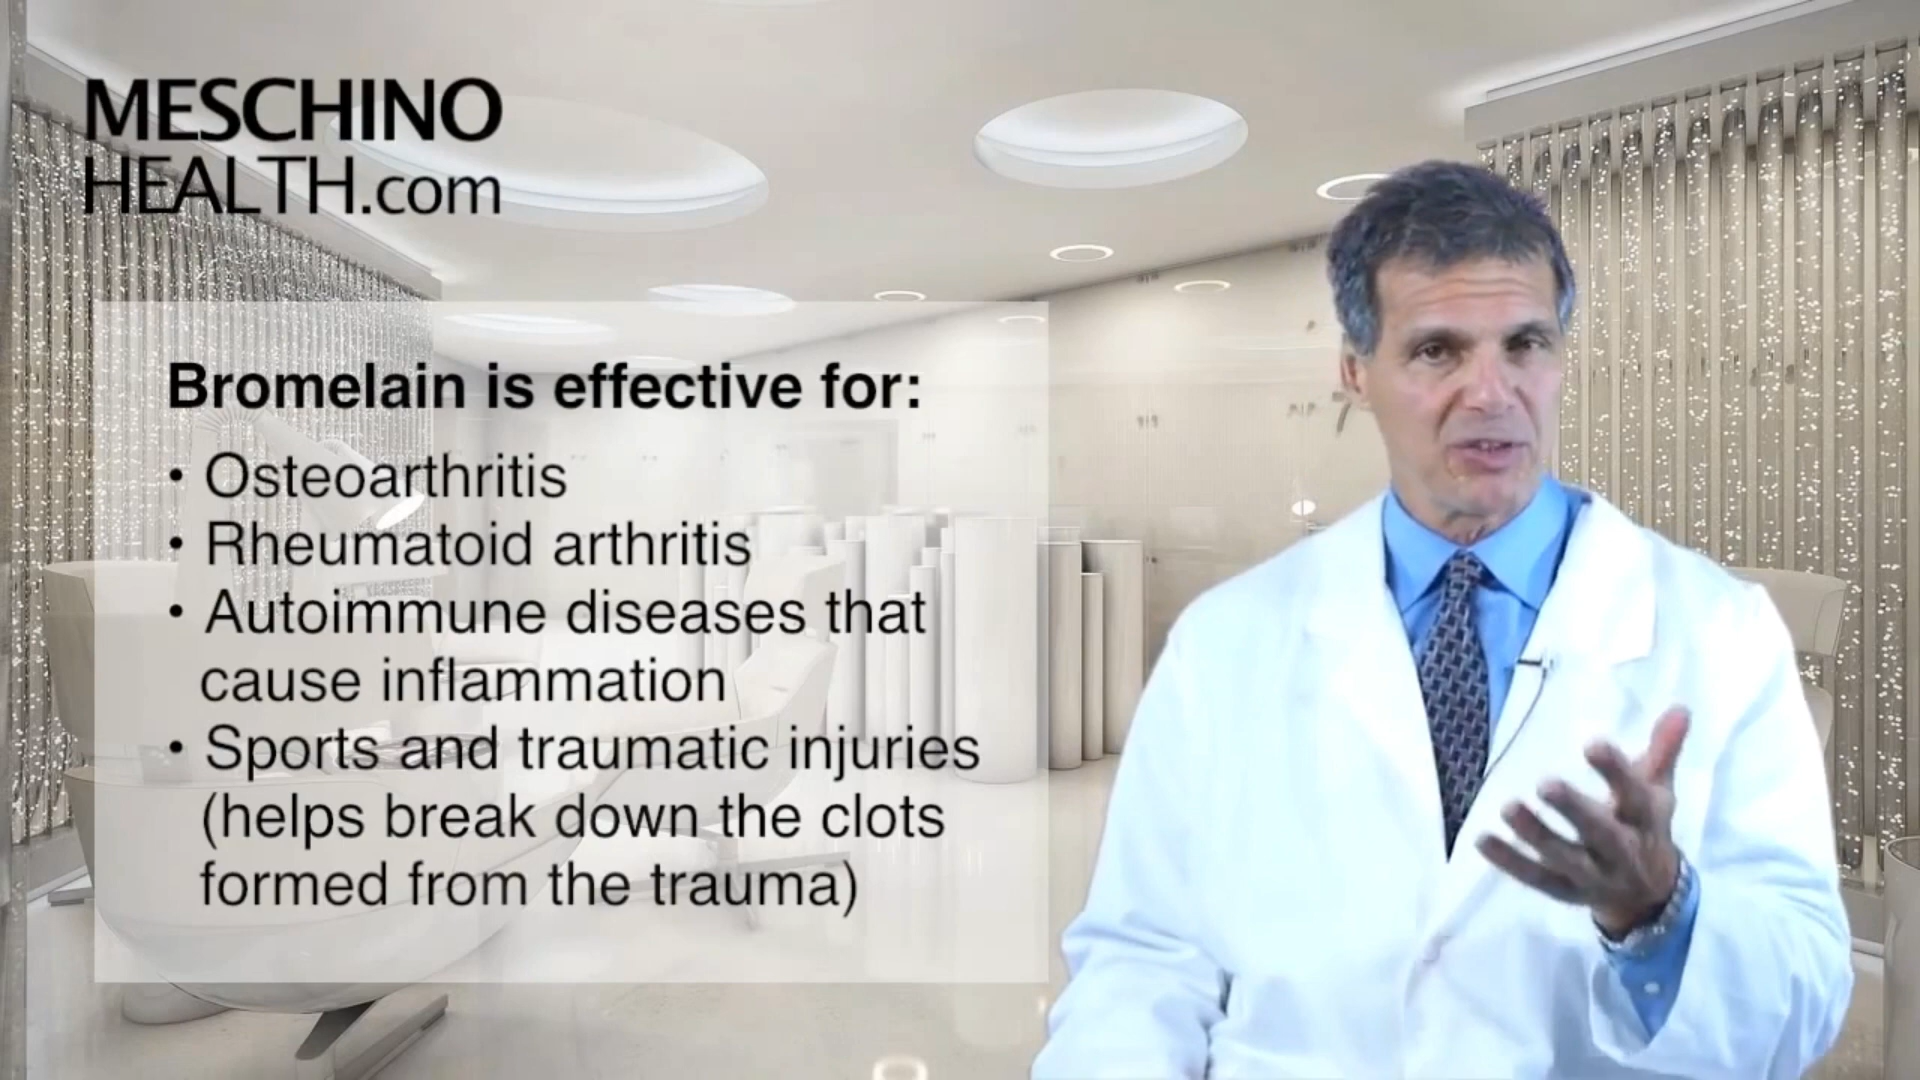 MESCHINO
HEALTH.com
Bromelain is effective for:
• Osteoarthritis
• Rheumatoid arthritis
• Autoimmune diseases that
cause inflammation
• Sports and traumatic injuries
(helps break down the clots
formed from the trauma)